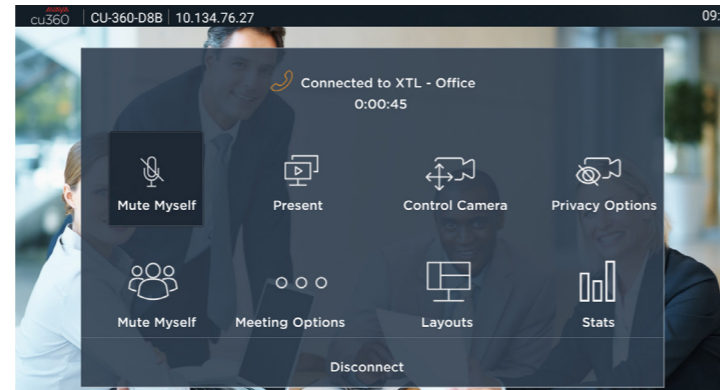 AVAYA
cu360 CU-360-D8B 10.134.76.27 09:
Connected to XTL - Office
0:00:45
Mute Myself Present Control Camera Privacy Options
Mute Myself Meeting Options Layouts Stats
Disconnect